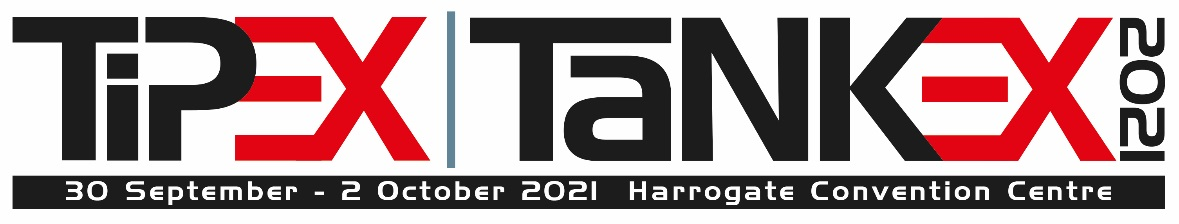 TiPEX TaNKEX 2021
30 September - 2 October 2021 Harrogate Convention Centre